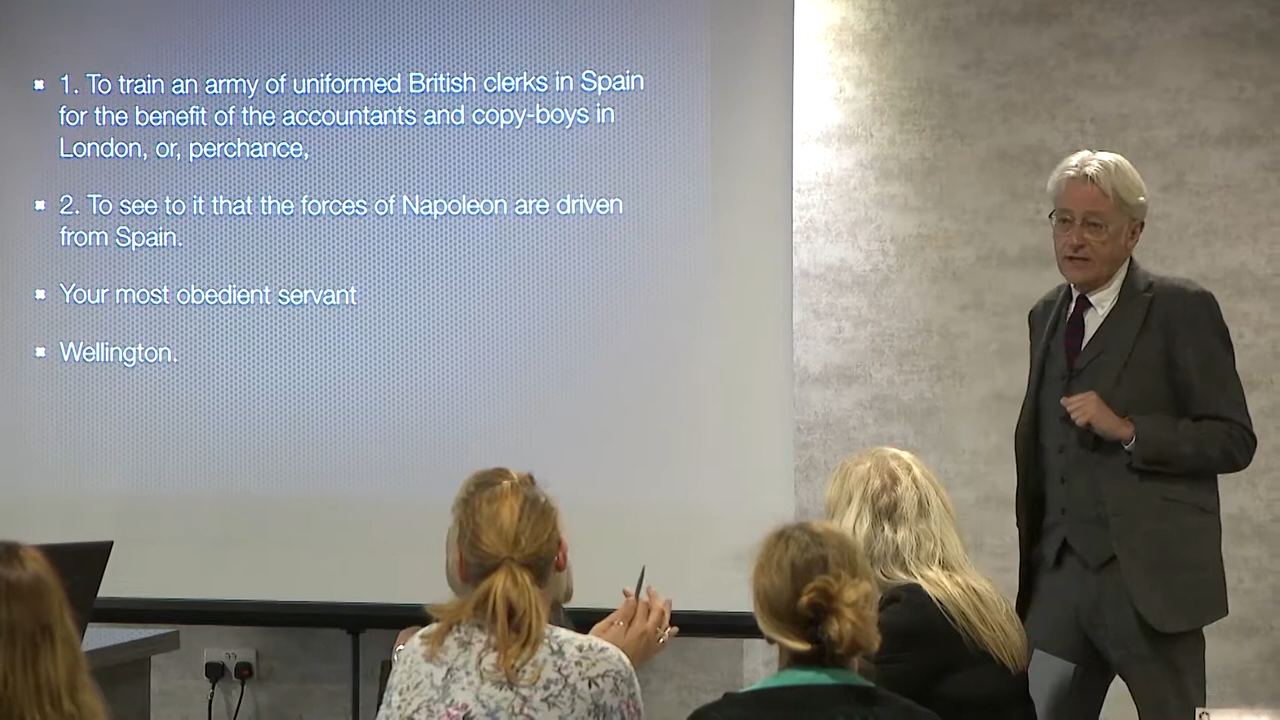 1. To train an army of uniformed British clerks in Spain
for the benefit of the accountants and copy-boys in
London, or, perchance,
2. To see to it that the forces of Napoleon are driven
from Spain.
Your most obedient servant
Wellington.